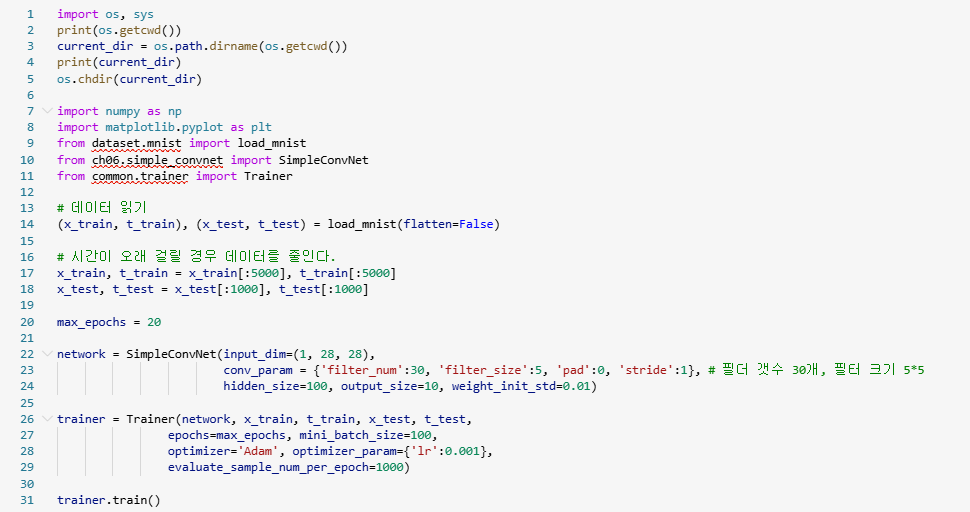 1 import os, sys
2 print(os.getcwd())
3 current_dir = os.path.dirname(os.getcwd())
4 print(current_dir)
5 os.chdir(current_dir)
6
7 import numpy as np
8 import matplotlib.pyplot as plt
9 from dataset.mnist import load_mnist
10 from ch06.simple_convnet import SimpleConvNet
11 from common.trainer import Trainer
12
13 # 데이터 읽기
14 (x_train, t_train), (x_test, t_test) = load_mnist(flatten=False)
15
16 # 시간이 오래 걸릴 경우 데이터를 줄인다.
17 x_train, t_train = x_train[:5000], t_train[:5000]
18 x_test, t_test = x_test[:1000], t_test[:1000]
19
20 max_epochs = 20
21
22 network = SimpleConvNet(input_dim=(1, 28, 28),
23 conv_param = {'filter_num':30, 'filter_size':5, 'pad':0, 'stride':1}, # 필더 갯수 30개, 필터 크기 5*5
24 hidden_size=100, output_size=10, weight_init_std=0.01)
25
26 trainer = Trainer(network, x_train, t_train, x_test, t_test,
27 epochs=max_epochs, mini_batch_size=100,
28 optimizer='Adam', optimizer_param={'lr':0.001},
29 evaluate_sample_num_per_epoch=1000)
30
31 trainer.train()